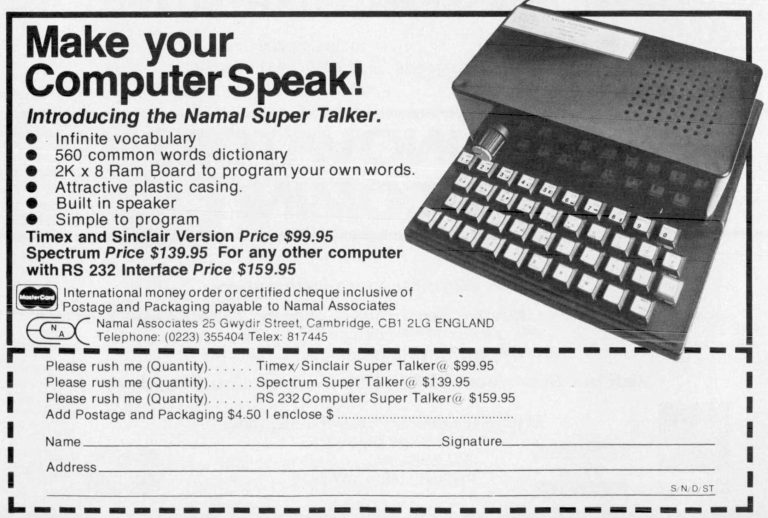 Make your
Computer Speak!
Introducing the Namal Super Talker.
● Infinite vocabulary
● 560 common words dictionary
● 2K x 8 Ram Board to program your own words.
● Attractive plastic casing.
● Built in speaker
● Simple to program
Timex and Sinclair Version Price $99.95
Spectrum Price $139.95 For any other computer
with RS 232 Interface Price $159.95
MasterCard
International money order or certified cheque inclusive of
Postage and Packaging payable to Namal Associates
N A
Namal Associates 25 Gwydir Street, Cambridge, CB1 2LG ENGLAND
Telephone: (0223) 355404 Telex: 817445
Please rush me (Quantity). . . . . . Timex/Sinclair Super Talker@ $99.95
Please rush me (Quantity). . . . . . Spectrum Super Talker@ $139.95
Please rush me (Quantity). . . . . . RS 232 Computer Super Talker@ $159.95
Add Postage and Packaging $4.50 I enclose $ ..................................................
Name Signature
Address
S/N/D/ST